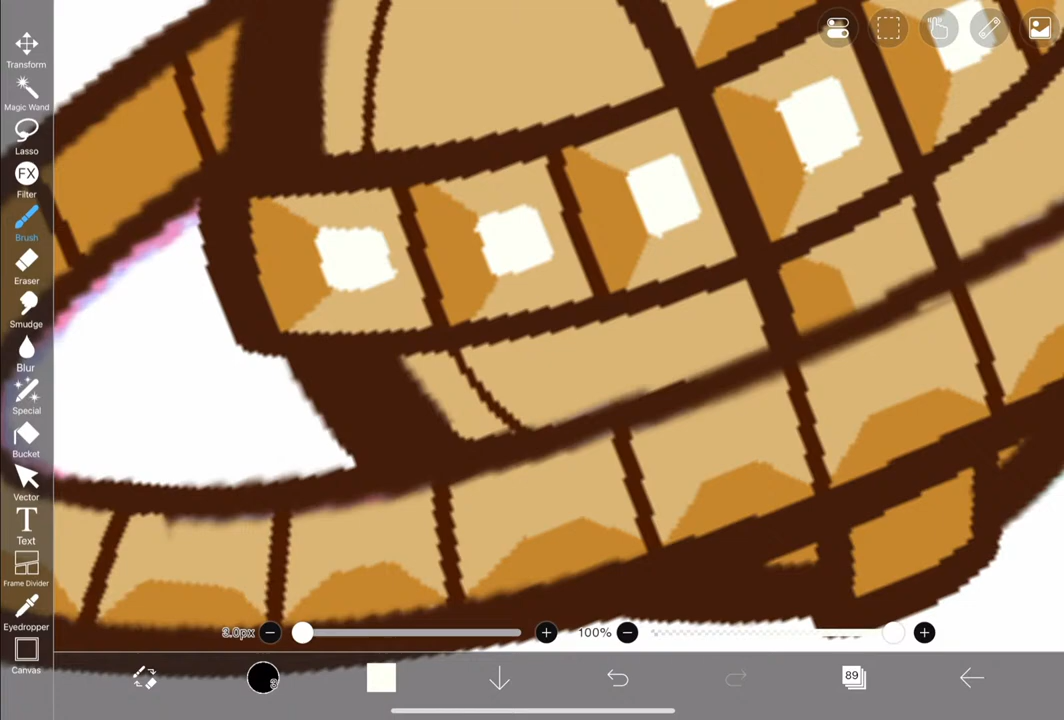 Transform
Magic Wand
Lasso
FX
Filter
Brush
Eraser
Smudge
Blur
Special
Bucket
Vector
T
Text
Frame Divider
Eyedropper
Canvas
3.0px
100%
3
89